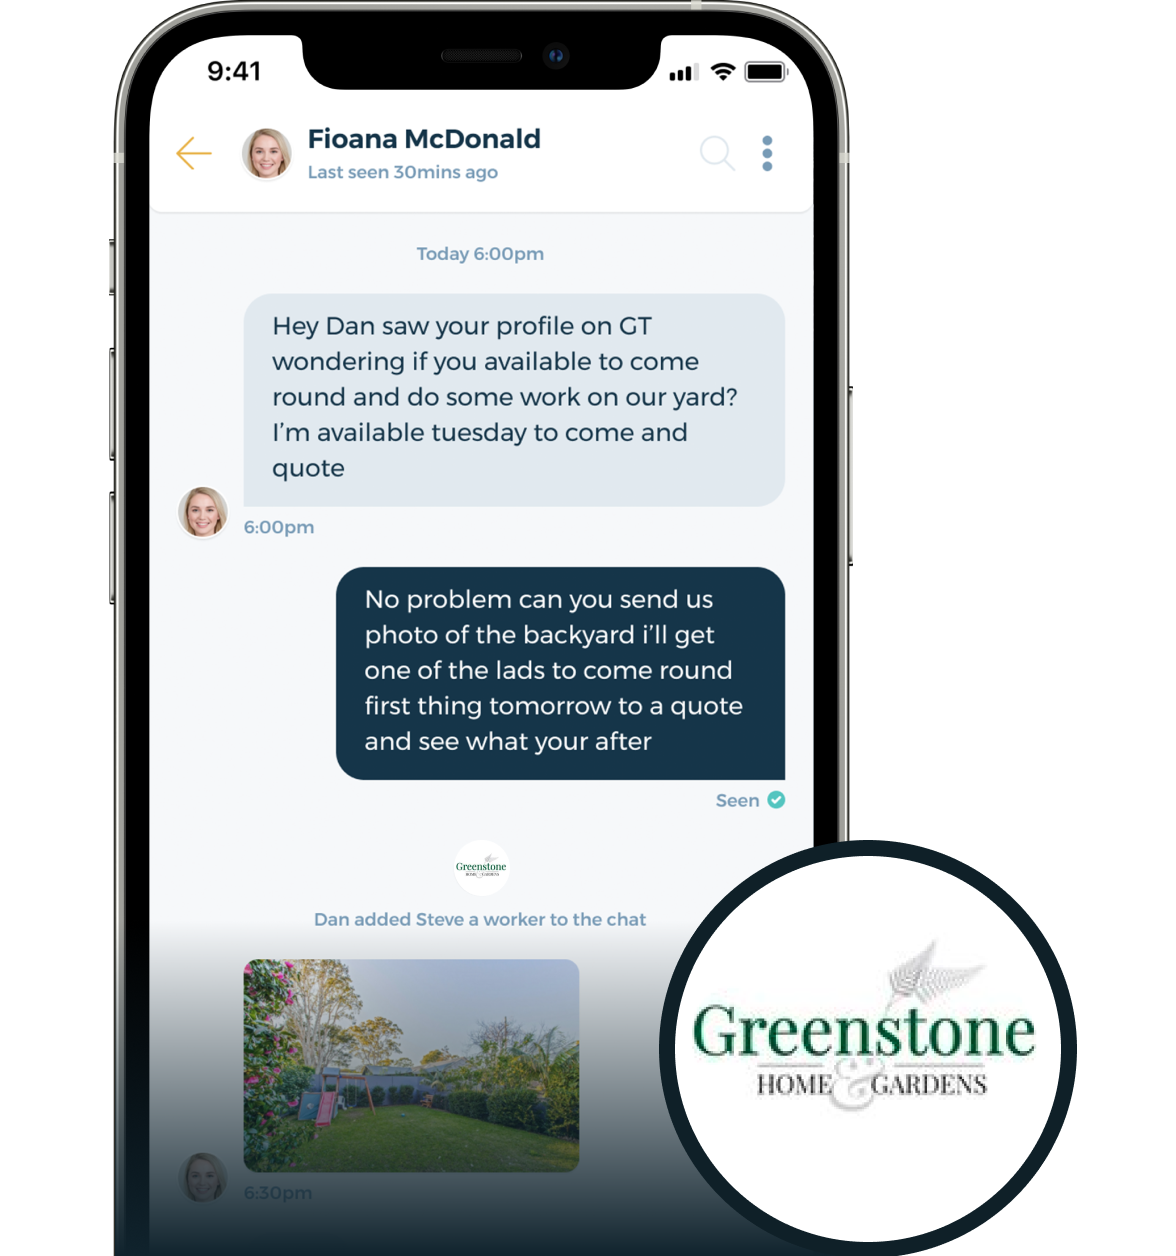 9:41
Fioana McDonald
Last seen 30mins ago
Today 6:00pm
Hey Dan saw your profile on GT
wondering if you available to come
round and do some work on our yard?
I’m available tuesday to come and
quote
6:00pm
No problem can you send us
photo of the backyard i’ll get
one of the lads to come round
first thing tomorrow to a quote
and see what your after
Seen
Greenstone
HOME & GARDENS
Dan added Steve a worker to the chat
6:30pm
Greenstone
HOME & GARDENS